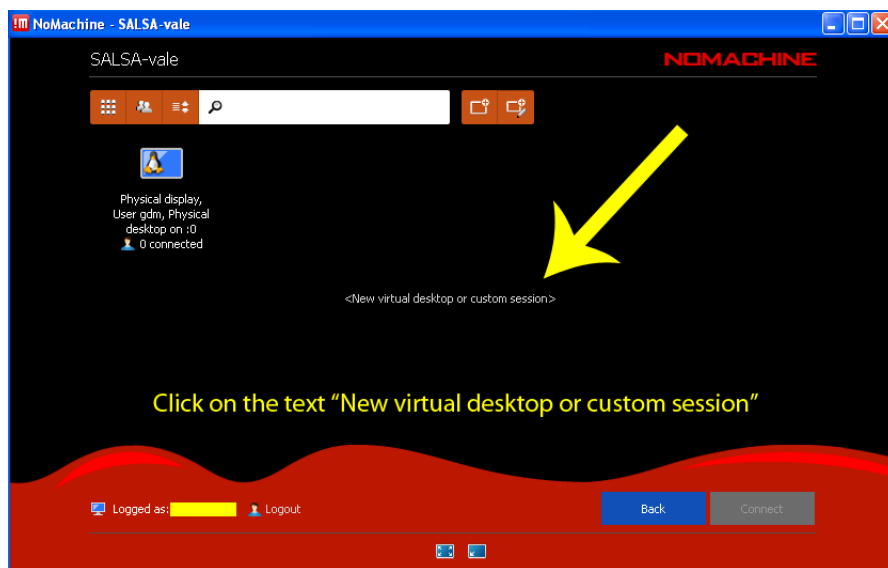 !M NoMachine - SALSA-vale
SALSA-vale
NOMACHINE
Physical display,
User gdm, Physical
desktop on :0
0 connected
<New virtual desktop or custom session>
Click on the text “New virtual desktop or custom session”
Logged as:
Logout
Back
Connect